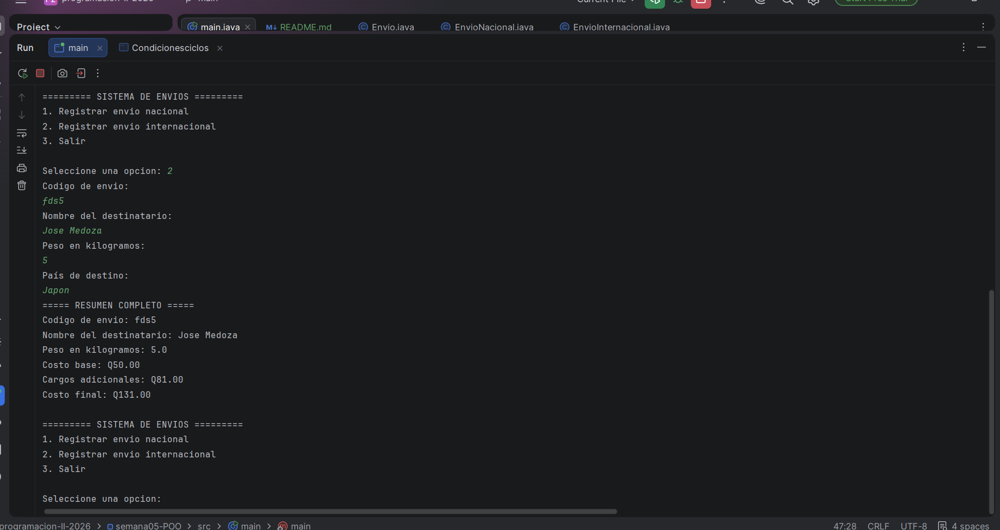 Project
main.java
README.md
Envio.java
EnvioNacional.java
EnvioInternacional.java
Run
main
Condicionesciclos
========= SISTEMA DE ENVIOS =========
1. Registrar envio nacional
2. Registrar envio internacional
3. Salir
Seleccione una opcion: 2
Codigo de envio:
fds5
Nombre del destinatario:
Jose Medoza
Peso en kilogramos:
5
País de destino:
Japon
===== RESUMEN COMPLETO =====
Codigo de envio: fds5
Nombre del destinatario: Jose Medoza
Peso en kilogramos: 5.0
Costo base: Q50.00
Cargos adicionales: Q81.00
Costo final: Q131.00
========= SISTEMA DE ENVIOS =========
1. Registrar envio nacional
2. Registrar envio internacional
3. Salir
Seleccione una opcion:
programacion-II-2026 > semana05-POO > src > main > main
47:28 CRLF UTF-8 4 spaces